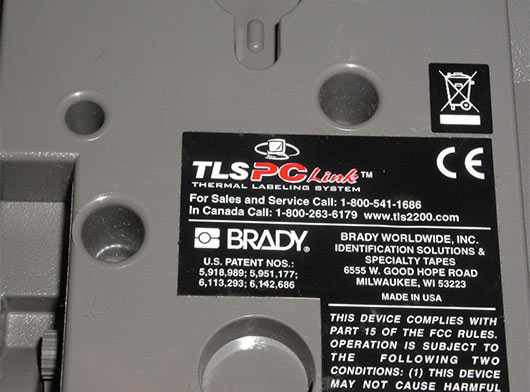 TLSPCLink™
THERMAL LABELING SYSTEM
For Sales and Service Call: 1-800-541-1686
In Canada Call: 1-800-263-6179 www.tls2200.com
CE
BRADY.
U.S. PATENT NOS.:
5,918,989; 5,951,177;
6,113,293; 6,142,686
BRADY WORLDWIDE, INC.
IDENTIFICATION SOLUTIONS &
SPECIALTY TAPES
6555 W. GOOD HOPE ROAD
MILWAUKEE, WI 53223
MADE IN USA
THIS DEVICE COMPLIES WITH
PART 15 OF THE FCC RULES.
OPERATION IS SUBJECT TO
THE FOLLOWING TWO
CONDITIONS: (1) THIS DEVICE
MAY NOT CAUSE HARMFUL